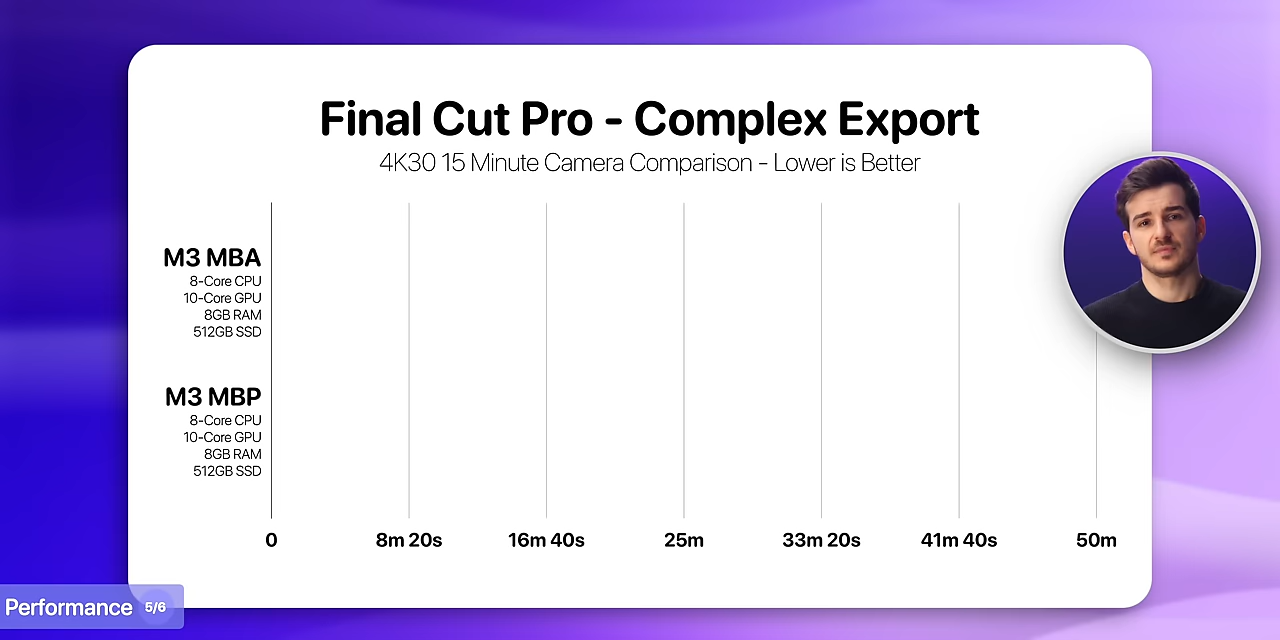 Final Cut Pro - Complex Export
4K30 15 Minute Camera Comparison - Lower is Better
M3 MBA
8-Core CPU
10-Core GPU
8GB RAM
512GB SSD
M3 MBP
8-Core CPU
10-Core GPU
8GB RAM
512GB SSD
0 8m 20s 16m 40s 25m 33m 20s 41m 40s 50m
Performance 5/6